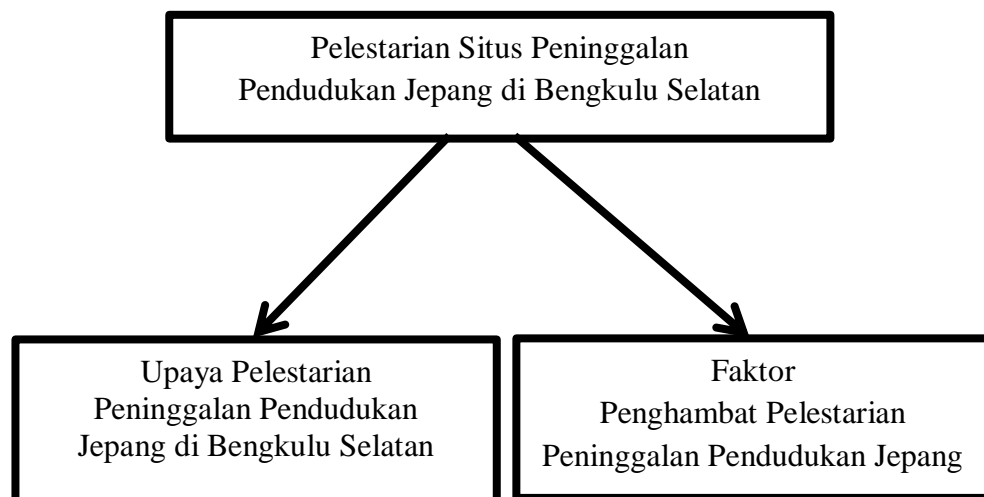 Pelestarian Situs Peninggalan
Pendudukan Jepang di Bengkulu Selatan
Upaya Pelestarian
Peninggalan Pendudukan
Jepang di Bengkulu Selatan
Faktor
Penghambat Pelestarian
Peninggalan Pendudukan Jepang